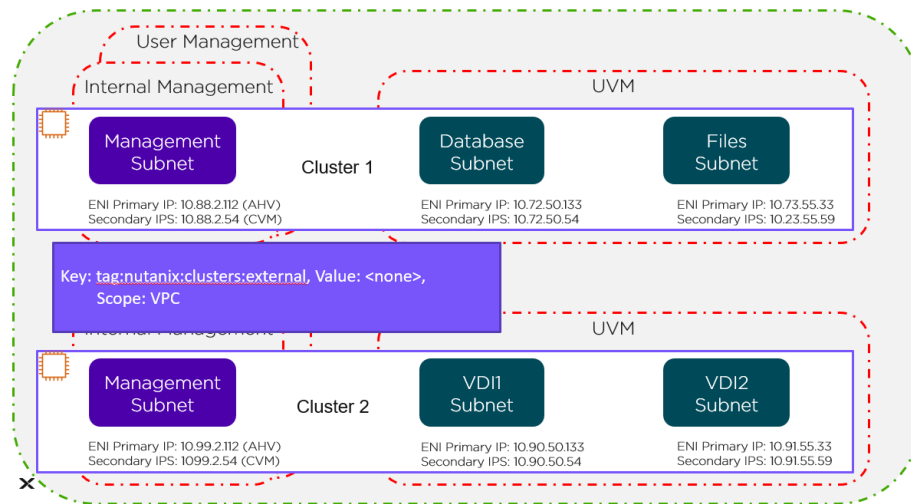 User Management
Internal Management
UVM
Management
Subnet
Cluster 1
Database
Subnet
Files
Subnet
ENI Primary IP: 10.88.2.112 (AHV)
Secondary IPS: 10.88.2.54 (CVM)
ENI Primary IP: 10.72.50.133
Secondary IPS: 10.72.50.54
ENI Primary IP: 10.73.55.33
Secondary IPS: 10.23.55.59
Key: tag:nutanix:clusters:external, Value: <none>,
Scope: VPC
Internal Management
UVM
Management
Subnet
Cluster 2
VDI1
Subnet
VDI2
Subnet
ENI Primary IP: 10.99.2.112 (AHV)
Secondary IPS: 1099.2.54 (CVM)
ENI Primary IP: 10.90.50.133
Secondary IPS: 10.90.50.54
ENI Primary IP: 10.91.55.33
Secondary IPS: 10.91.55.59
x